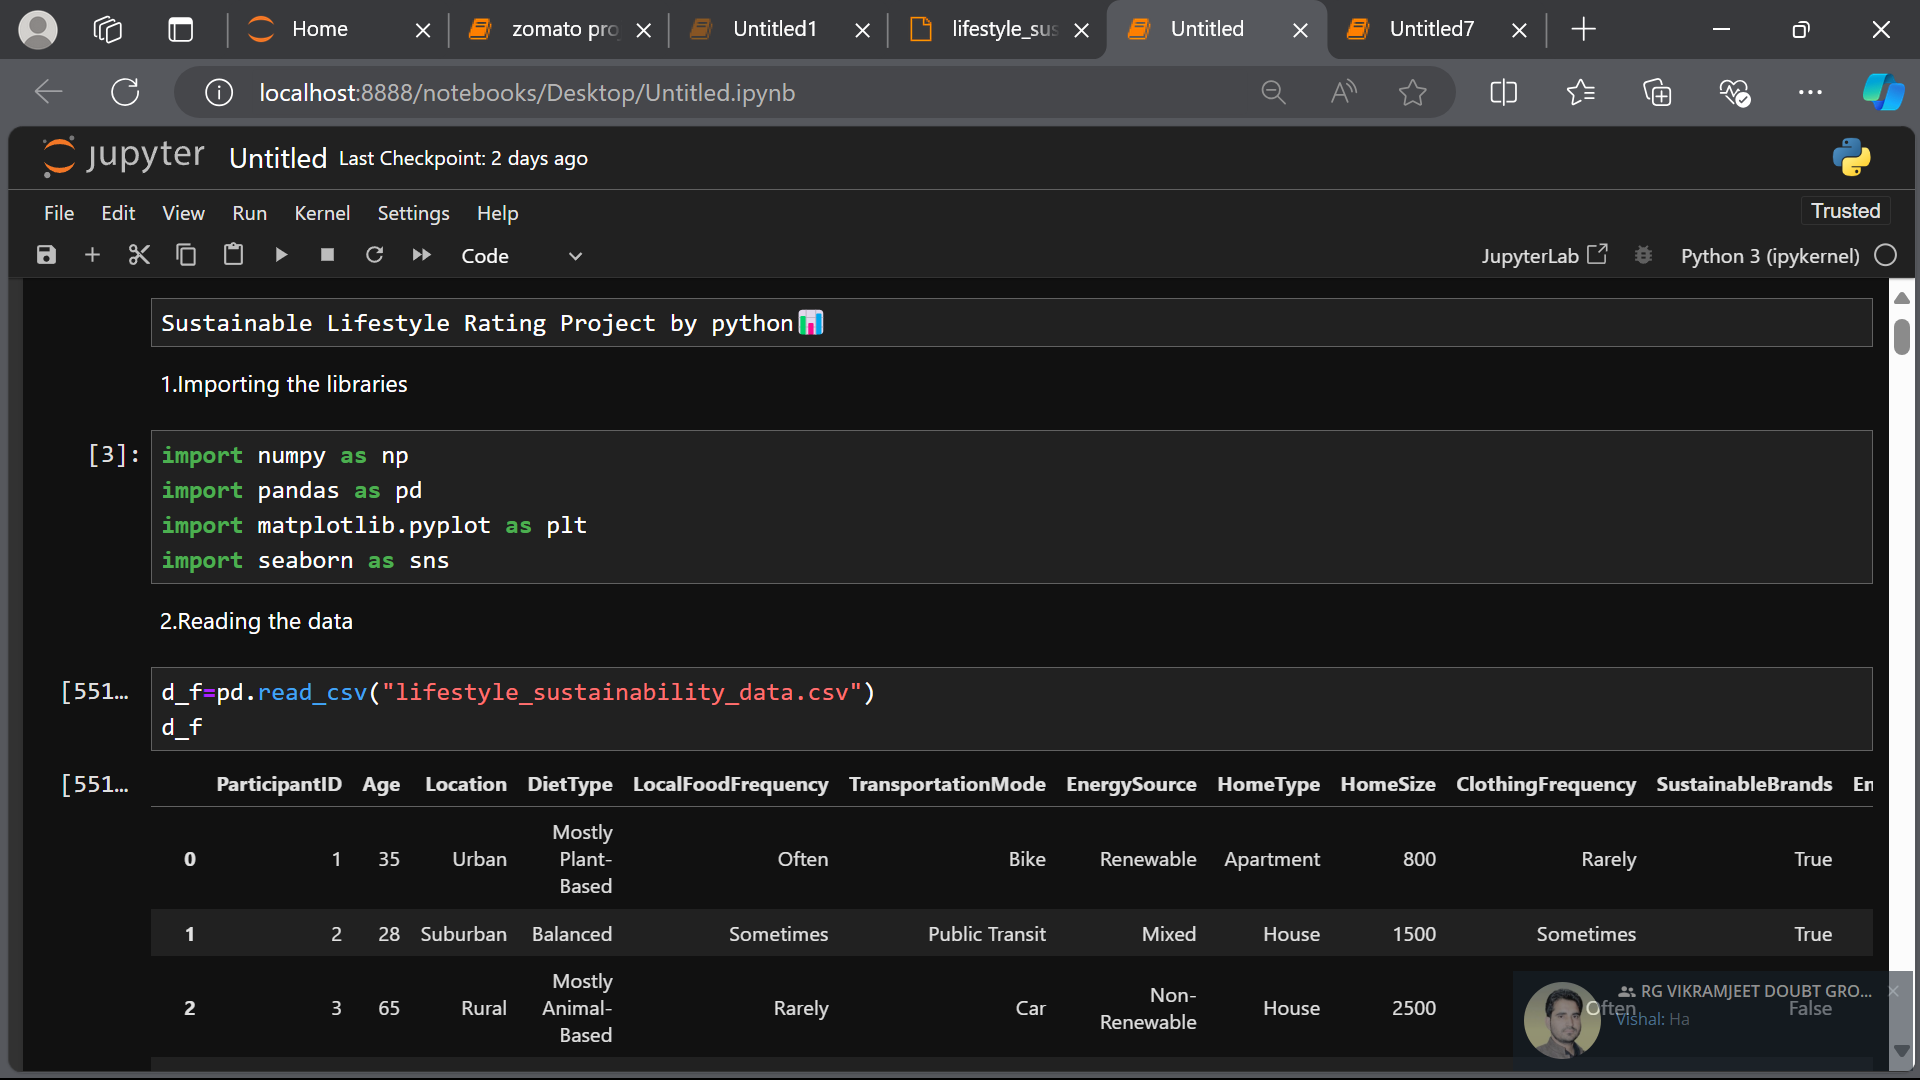 Home
zomato pro
Untitled1
lifestyle_sus
Untitled
Untitled7
localhost:8888/notebooks/Desktop/Untitled.ipynb
jupyter Untitled Last Checkpoint: 2 days ago
File Edit View Run Kernel Settings Help
Trusted
Code
JupyterLab
Python 3 (ipykernel)
Sustainable Lifestyle Rating Project by python📊
1.Importing the libraries
[3]:
import numpy as np
import pandas as pd
import matplotlib.pyplot as plt
import seaborn as sns
2.Reading the data
[551…
d_f=pd.read_csv("lifestyle_sustainability_data.csv")
d_f
[551…
ParticipantID Age Location DietType LocalFoodFrequency TransportationMode EnergySource HomeType HomeSize ClothingFrequency SustainableBrands En
0 1 35 Urban Mostly Plant-Based Often Bike Renewable Apartment 800 Rarely True
1 2 28 Suburban Balanced Sometimes Public Transit Mixed House 1500 Sometimes True
2 3 65 Rural Mostly Animal-Based Rarely Car Non-Renewable House 2500 Often False
RG VIKRAMJEET DOUBT GRO...
Vishal: Ha